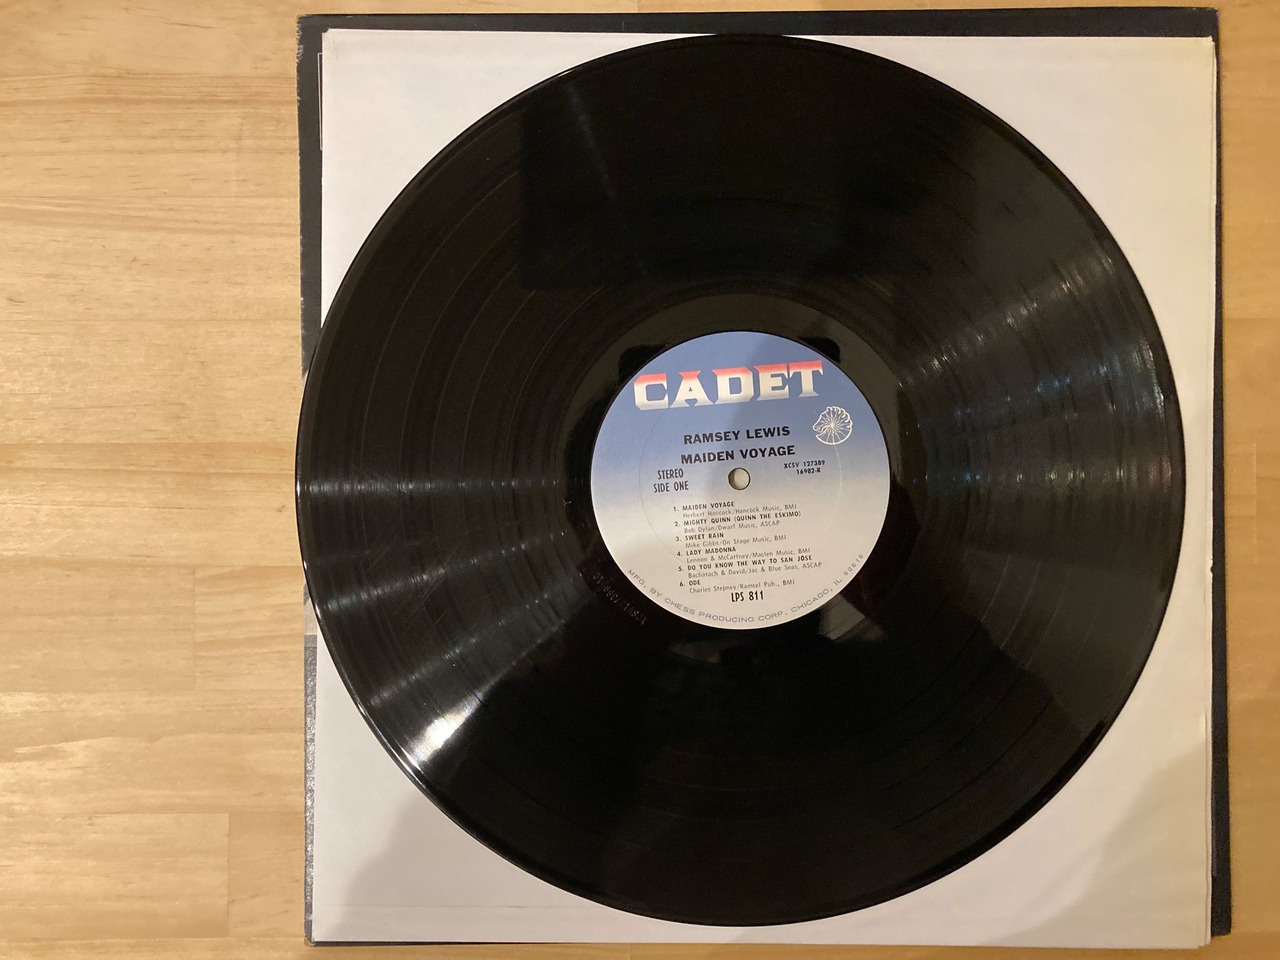 CADET
RAMSEY LEWIS
MAIDEN VOYAGE
STEREO
SIDE ONE
XCSV 127389
16982-R
1. MAIDEN VOYAGE
Herbert Hancock/Hancock Music, BMI
2. MIGHTY QUINN (QUINN THE ESKIMO)
Bob Dylan/Dwarf Music, ASCAP
3. SWEET RAIN
Mike Gibbs/On Stage Music, BMI
4. LADY MADONNA
Lennon & McCartney/Maclen Music, BMI
5. DO YOU KNOW THE WAY TO SAN JOSE
Bacharach & David/Jac & Blue Seas, ASCAP
6. ODE
Charles Stepney/Ramsel Pub., BMI
LPS 811
MFG. BY CHESS PRODUCING CORP., CHICAGO, IL. 60616